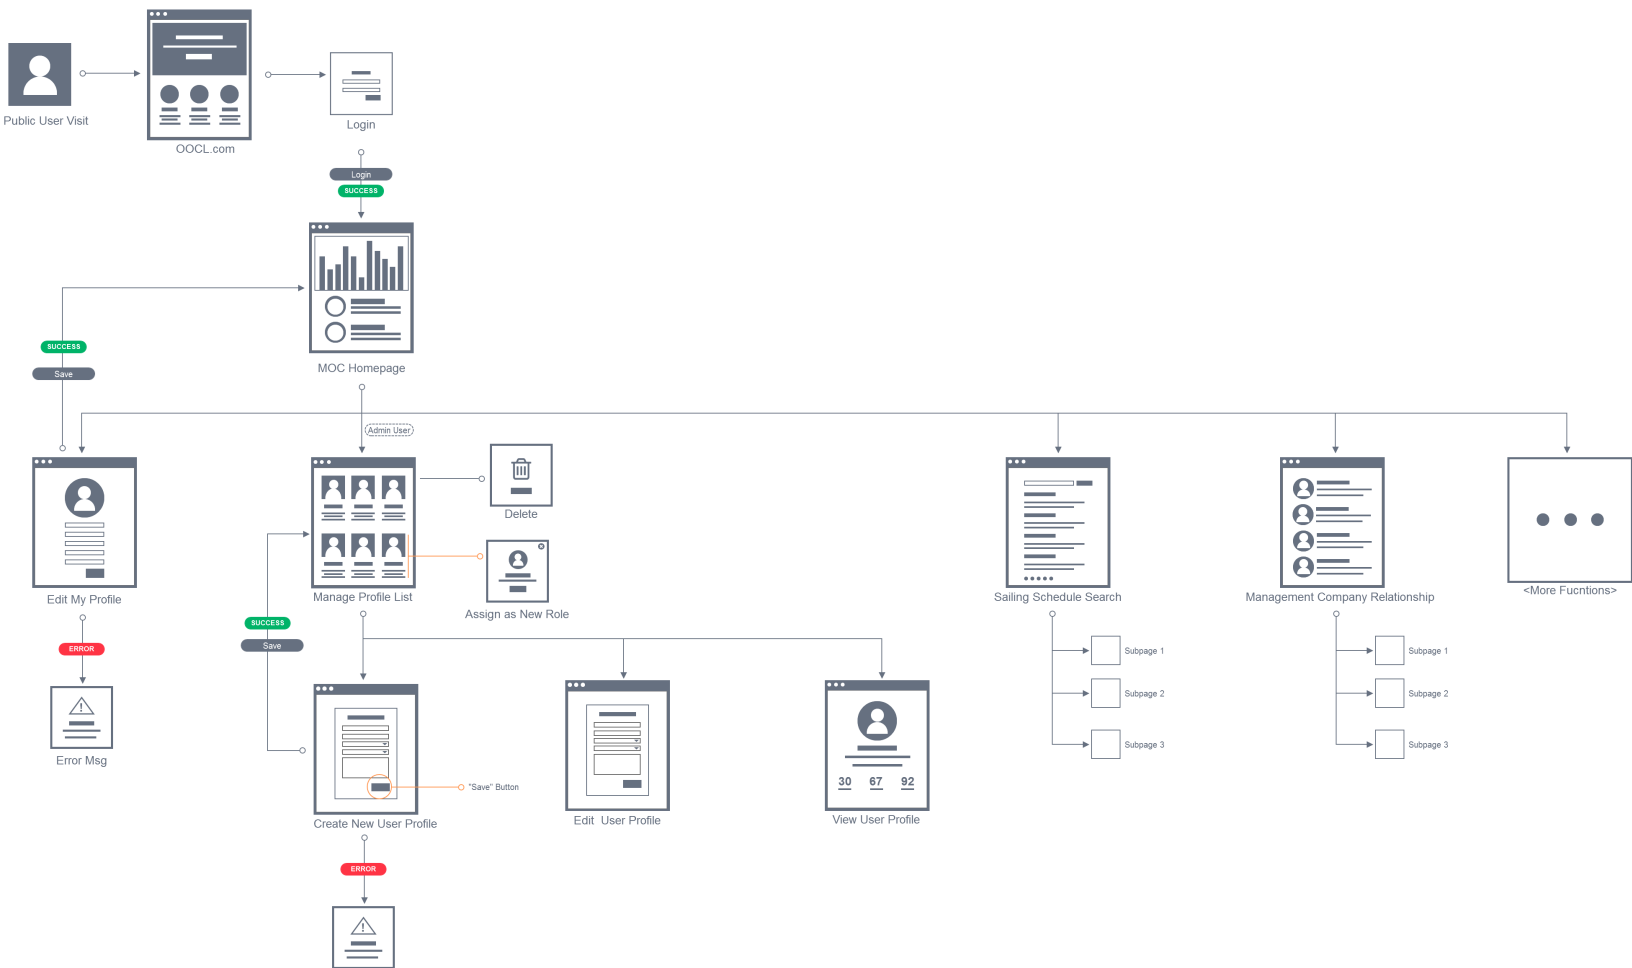 Public User Visit
OOCL.com
Login
Login
SUCCESS
MOC Homepage
SUCCESS
Save
Admin User
Edit My Profile
ERROR
Error Msg
Manage Profile List
Delete
Assign as New Role
SUCCESS
Save
Create New User Profile
"Save" Button
ERROR
Edit  User Profile
30 67 92
View User Profile
Sailing Schedule Search
Subpage 1
Subpage 2
Subpage 3
Management Company Relationship
Subpage 1
Subpage 2
Subpage 3
<More Fucntions>